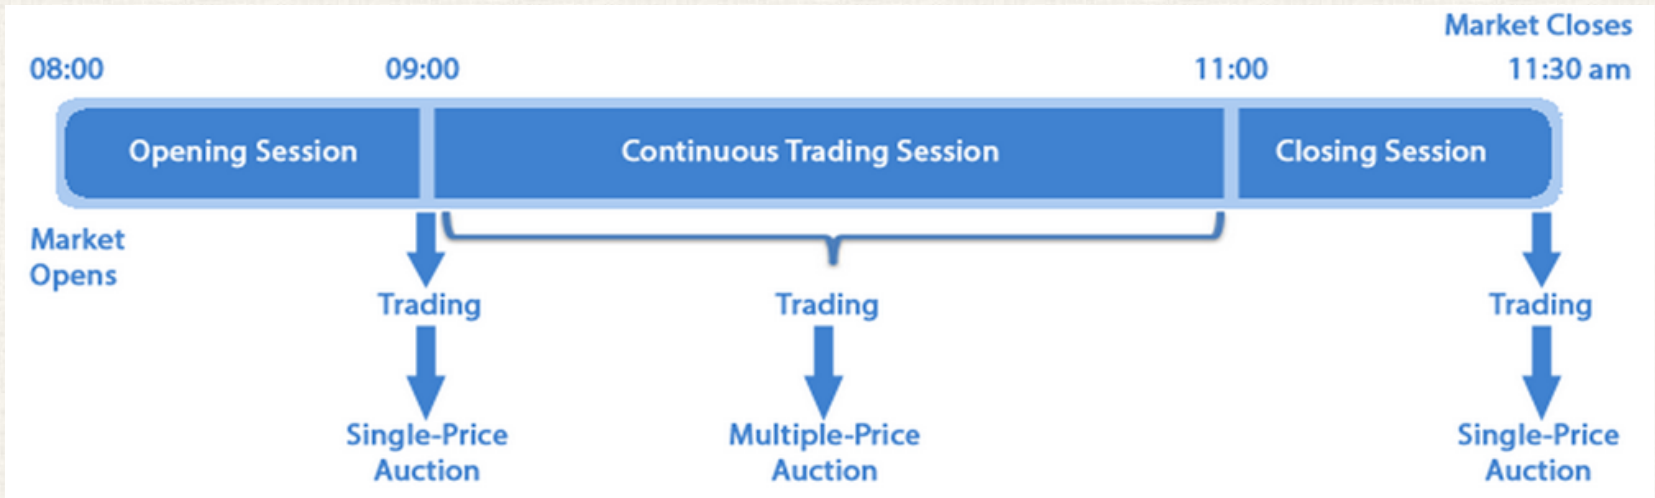 Market Closes
08:00
09:00
11:00
11:30 am
Opening Session
Continuous Trading Session
Closing Session
Market
Opens
Trading
Trading
Trading
Single-Price
Auction
Multiple-Price
Auction
Single-Price
Auction